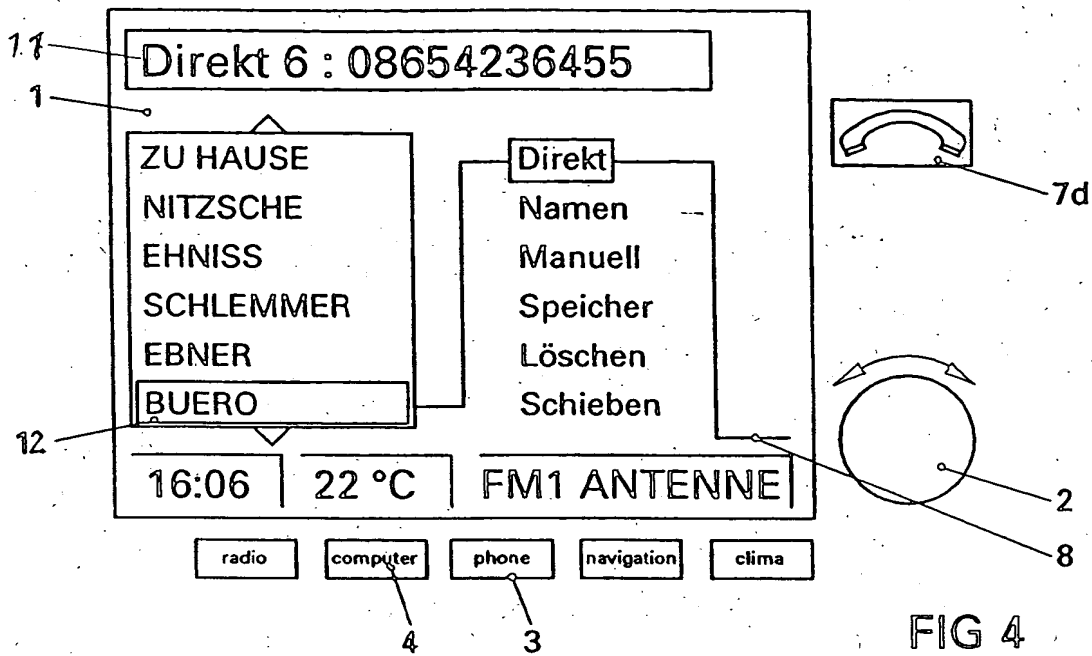 11
Direkt 6 : 08654236455
1
ZU HAUSE
NITZSCHE
EHNISS
SCHLEMMER
EBNER
BUERO
12
Direkt
Namen
Manuell
Speicher
Löschen
Schieben
7d
16:06
22 °C
FM1 ANTENNE
2
8
radio
computer
phone
navigation
clima
4
3
FIG 4